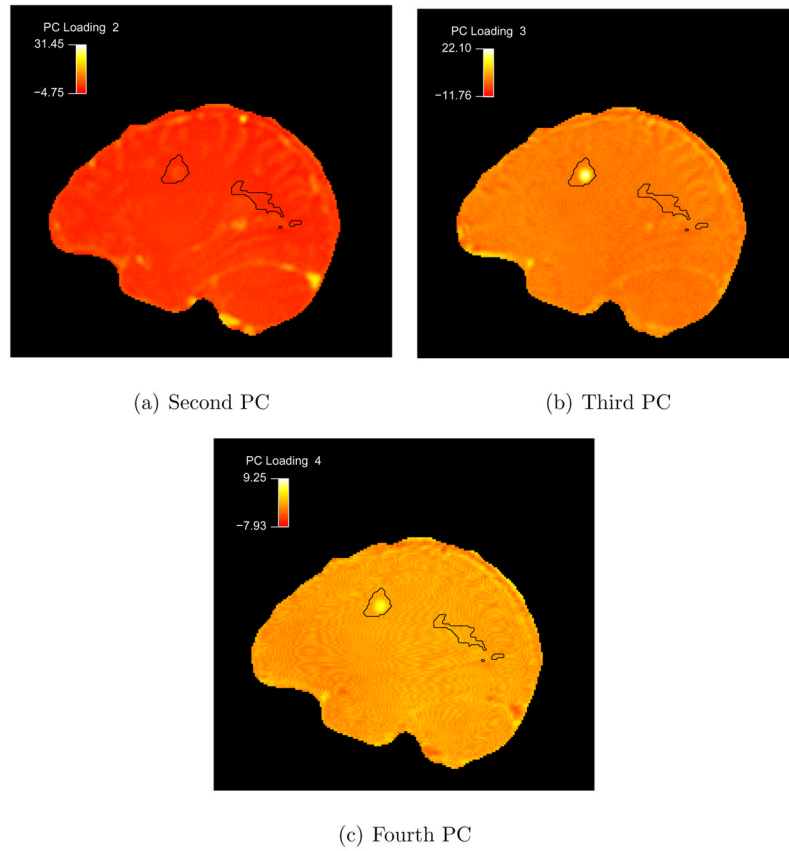 PC Loading 2
31.45
−4.75
PC Loading 3
22.10
−11.76
(a) Second PC
(b) Third PC
PC Loading 4
9.25
−7.93
(c) Fourth PC